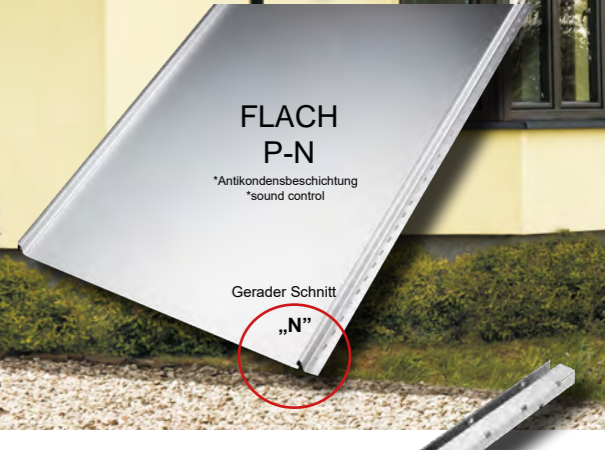 FLACH
P-N
*Antikondensbeschichtung
*sound control
Gerader Schnitt
„N”